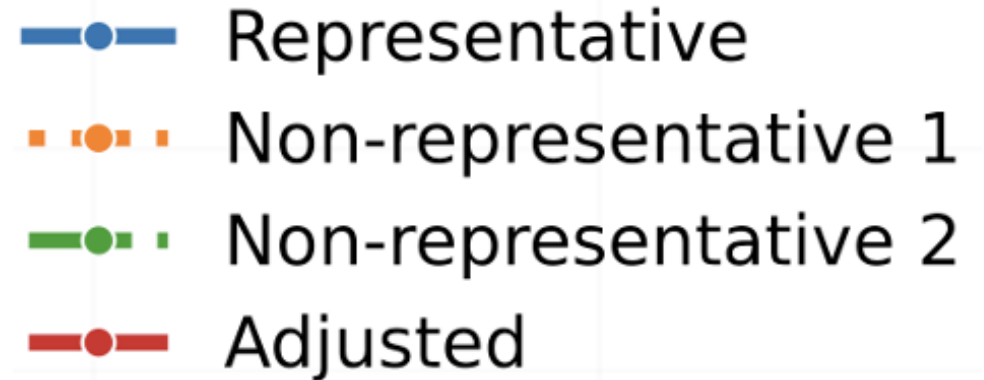 Representative
Non-representative 1
Non-representative 2
Adjusted